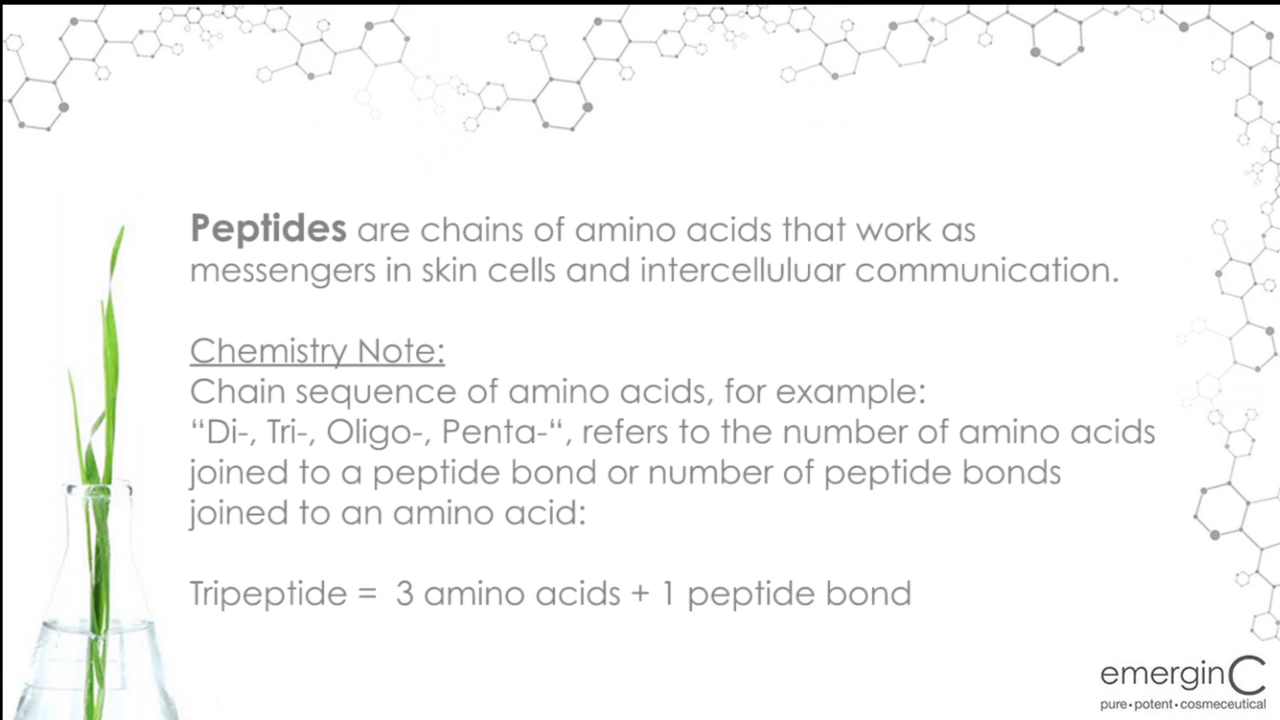 Peptides are chains of amino acids that work as
messengers in skin cells and intercelluluar communication.
Chemistry Note:
Chain sequence of amino acids, for example:
“Di-, Tri-, Oligo-, Penta-“, refers to the number of amino acids
joined to a peptide bond or number of peptide bonds
joined to an amino acid:
Tripeptide = 3 amino acids + 1 peptide bond
emerginC
pure•potent•cosmeceutical